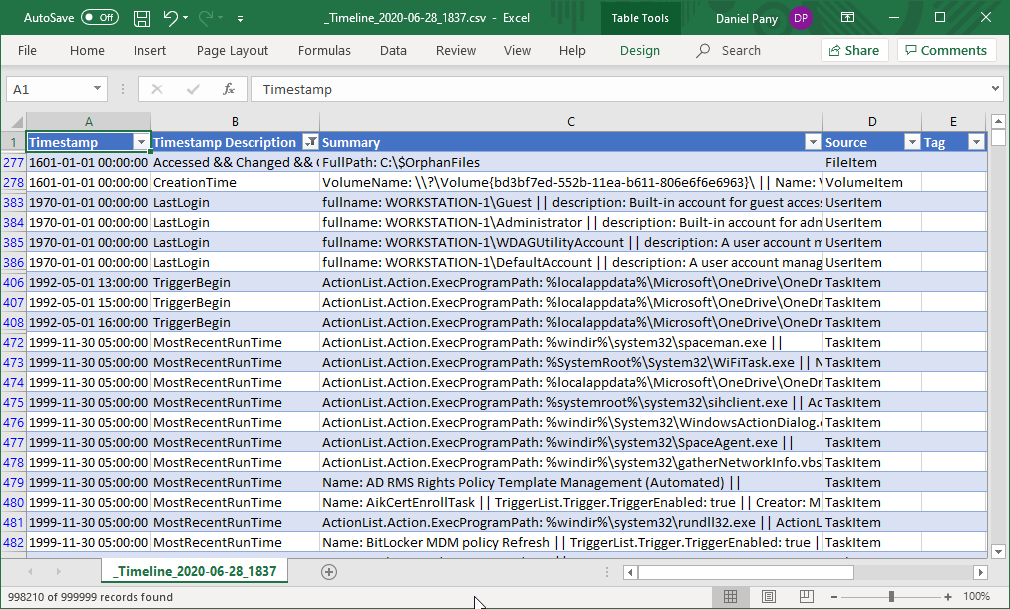 AutoSave Off _Timeline_2020-06-28_1837.csv - Excel Table Tools Daniel Pany DP
File Home Insert Page Layout Formulas Data Review View Help Design Search Share Comments
A1 fx Timestamp
A B C D E
1 Timestamp Timestamp Description Summary Source Tag
277 1601-01-01 00:00:00 Accessed && Changed && FullPath: C:\$OrphanFiles FileItem
278 1601-01-01 00:00:00 CreationTime VolumeName: \\?\Volume{bd3bf7ed-552b-11ea-b611-806e6f6e6963}\ || Name: VolumeItem
383 1970-01-01 00:00:00 LastLogin fullname: WORKSTATION-1\Guest || description: Built-in account for guest acces UserItem
384 1970-01-01 00:00:00 LastLogin fullname: WORKSTATION-1\Administrator || description: Built-in account for adm UserItem
385 1970-01-01 00:00:00 LastLogin fullname: WORKSTATION-1\WDAGUtilityAccount || description: A user account m UserItem
386 1970-01-01 00:00:00 LastLogin fullname: WORKSTATION-1\DefaultAccount || description: A user account manag UserItem
406 1992-05-01 13:00:00 TriggerBegin ActionList.Action.ExecProgramPath: %localappdata%\Microsoft\OneDrive\OneDr TaskItem
407 1992-05-01 15:00:00 TriggerBegin ActionList.Action.ExecProgramPath: %localappdata%\Microsoft\OneDrive\OneDr TaskItem
408 1992-05-01 16:00:00 TriggerBegin ActionList.Action.ExecProgramPath: %localappdata%\Microsoft\OneDrive\OneDr TaskItem
472 1999-11-30 05:00:00 MostRecentRunTime ActionList.Action.ExecProgramPath: %windir%\system32\spaceman.exe ||  TaskItem
473 1999-11-30 05:00:00 MostRecentRunTime ActionList.Action.ExecProgramPath: %SystemRoot%\System32\WiFiTask.exe || N TaskItem
474 1999-11-30 05:00:00 MostRecentRunTime ActionList.Action.ExecProgramPath: %localappdata%\Microsoft\OneDrive\OneDr TaskItem
475 1999-11-30 05:00:00 MostRecentRunTime ActionList.Action.ExecProgramPath: %systemroot%\system32\sihclient.exe || Ac TaskItem
476 1999-11-30 05:00:00 MostRecentRunTime ActionList.Action.ExecProgramPath: %windir%\System32\WindowsActionDialog. TaskItem
477 1999-11-30 05:00:00 MostRecentRunTime ActionList.Action.ExecProgramPath: %windir%\system32\SpaceAgent.exe || TaskItem
478 1999-11-30 05:00:00 MostRecentRunTime ActionList.Action.ExecProgramPath: %windir%\system32\gatherNetworkInfo.vbs TaskItem
479 1999-11-30 05:00:00 MostRecentRunTime Name: AD RMS Rights Policy Template Management (Automated) || TaskItem
480 1999-11-30 05:00:00 MostRecentRunTime Name: AikCertEnrollTask || TriggerList.Trigger.TriggerEnabled: true || Creator: M TaskItem
481 1999-11-30 05:00:00 MostRecentRunTime ActionList.Action.ExecProgramPath: %windir%\system32\rundll32.exe || ActionL TaskItem
482 1999-11-30 05:00:00 MostRecentRunTime Name: BitLocker MDM policy Refresh || TriggerList.Trigger.TriggerEnabled: true | TaskItem
_Timeline_2020-06-28_1837
998210 of 999999 records found 100%